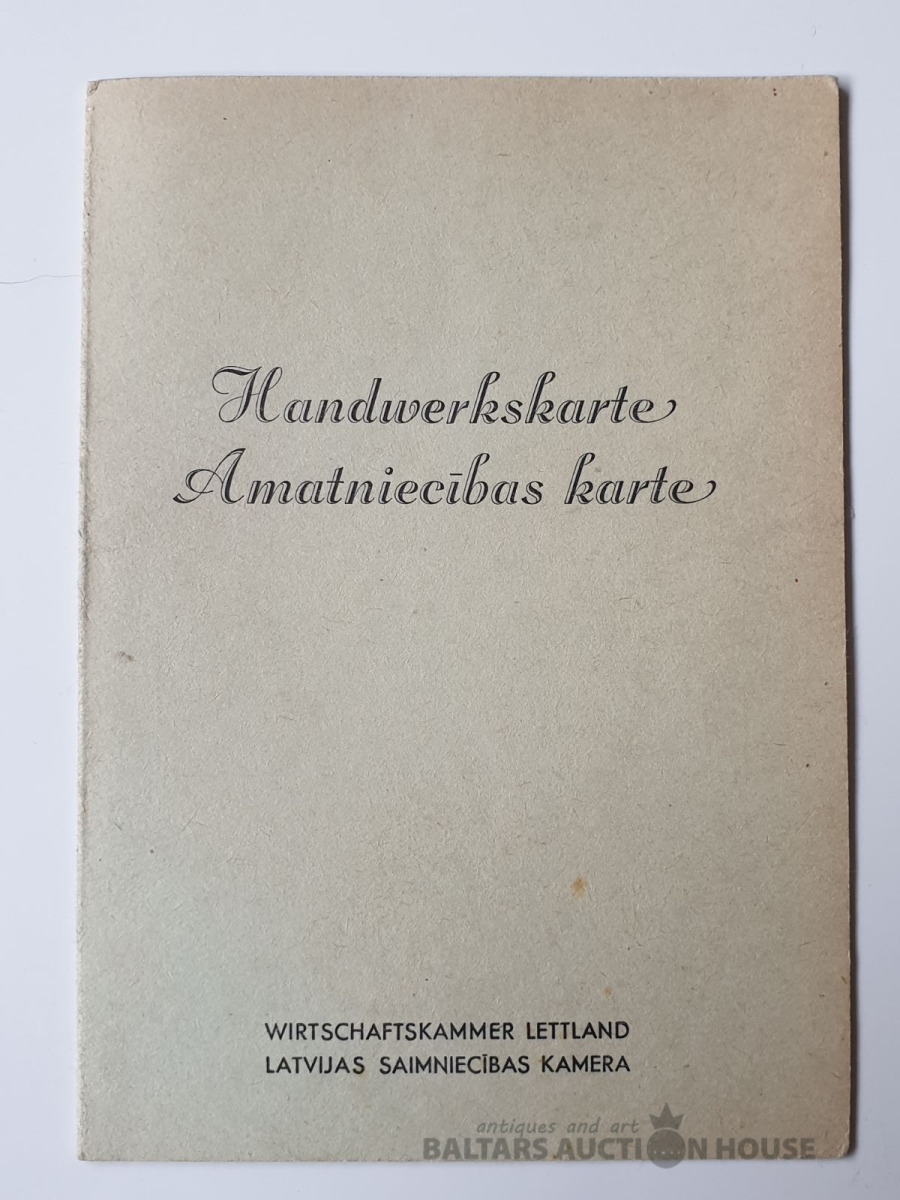 Handwerkskarte
Amatniecības karte
WIRTSCHAFTSKAMMER LETTLAND
LATVIJAS SAIMNIECĪBAS KAMERA
antiques and art
BALTARS AUCTION HOUSE